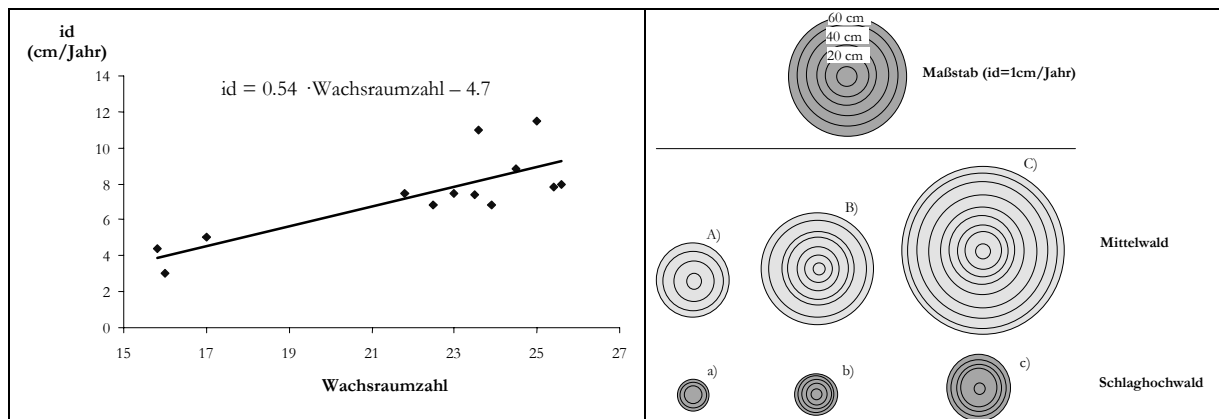 id
(cm/Jahr)
14
12
10
8
6
4
2
0
id = 0.54 ·Wachsraumzahl – 4.7
15 17 19 21 23 25 27
Wachsraumzahl
60 cm
40 cm
20 cm
Maßstab (id=1cm/Jahr)
A)
B)
C)
Mittelwald
a)
b)
c)
Schlaghochwald